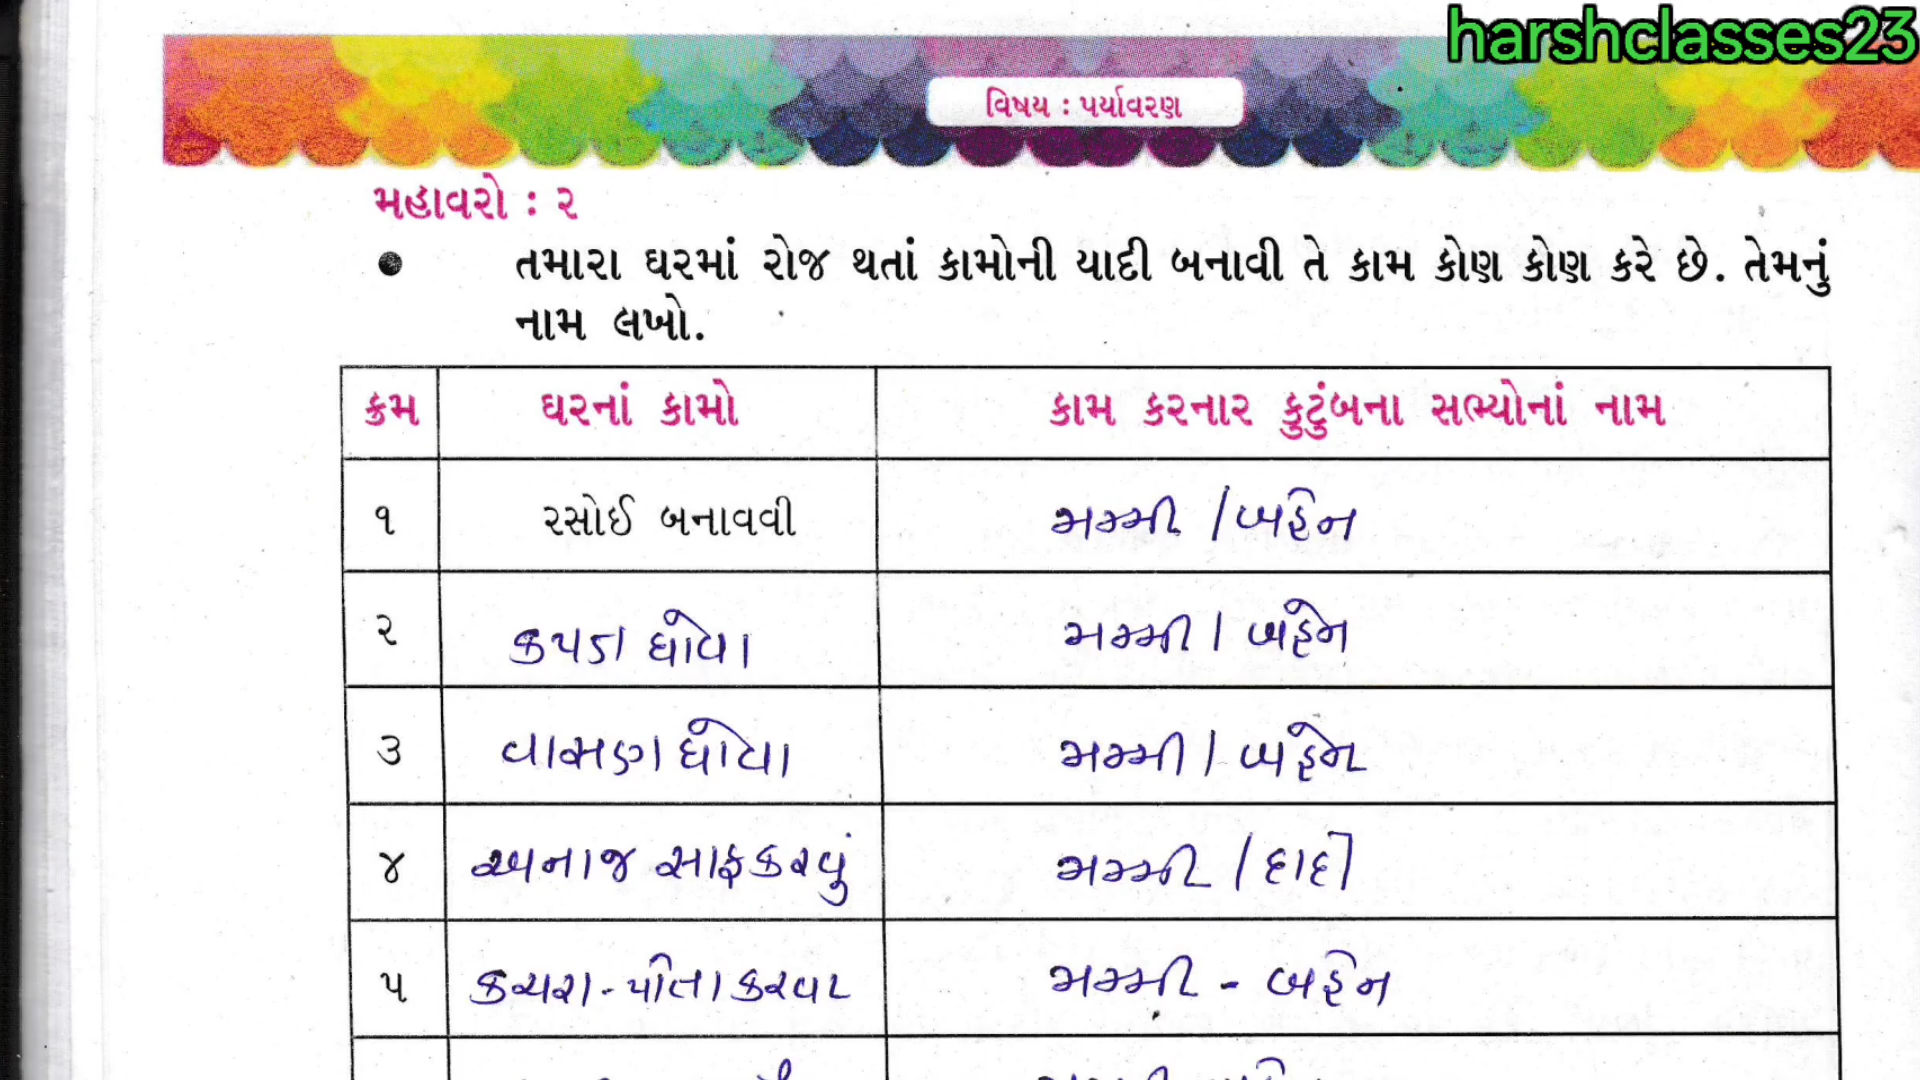 harshclasses23
વિષય : પર્યાવરણ
મહાવરો : ૨
● તમારા ઘરમાં રોજ થતાં કામોની યાદી બનાવી તે કામ કોણ કોણ કરે છે. તેમનું
નામ લખો.
ક્રમ ઘરનાં કામો કામ કરનાર કુટુંબના સભ્યોનાં નામ
૧ રસોઈ બનાવવી મમ્મી / બહેન
૨ કપડા ધોવા મમ્મી / બહેન
૩ વાસણ ધોવા મમ્મી / બહેન
૪ અનાજ સાફ કરવું મમ્મી / દાદી
૫ કચરા - પોતા કરવા મમ્મી - બહેન